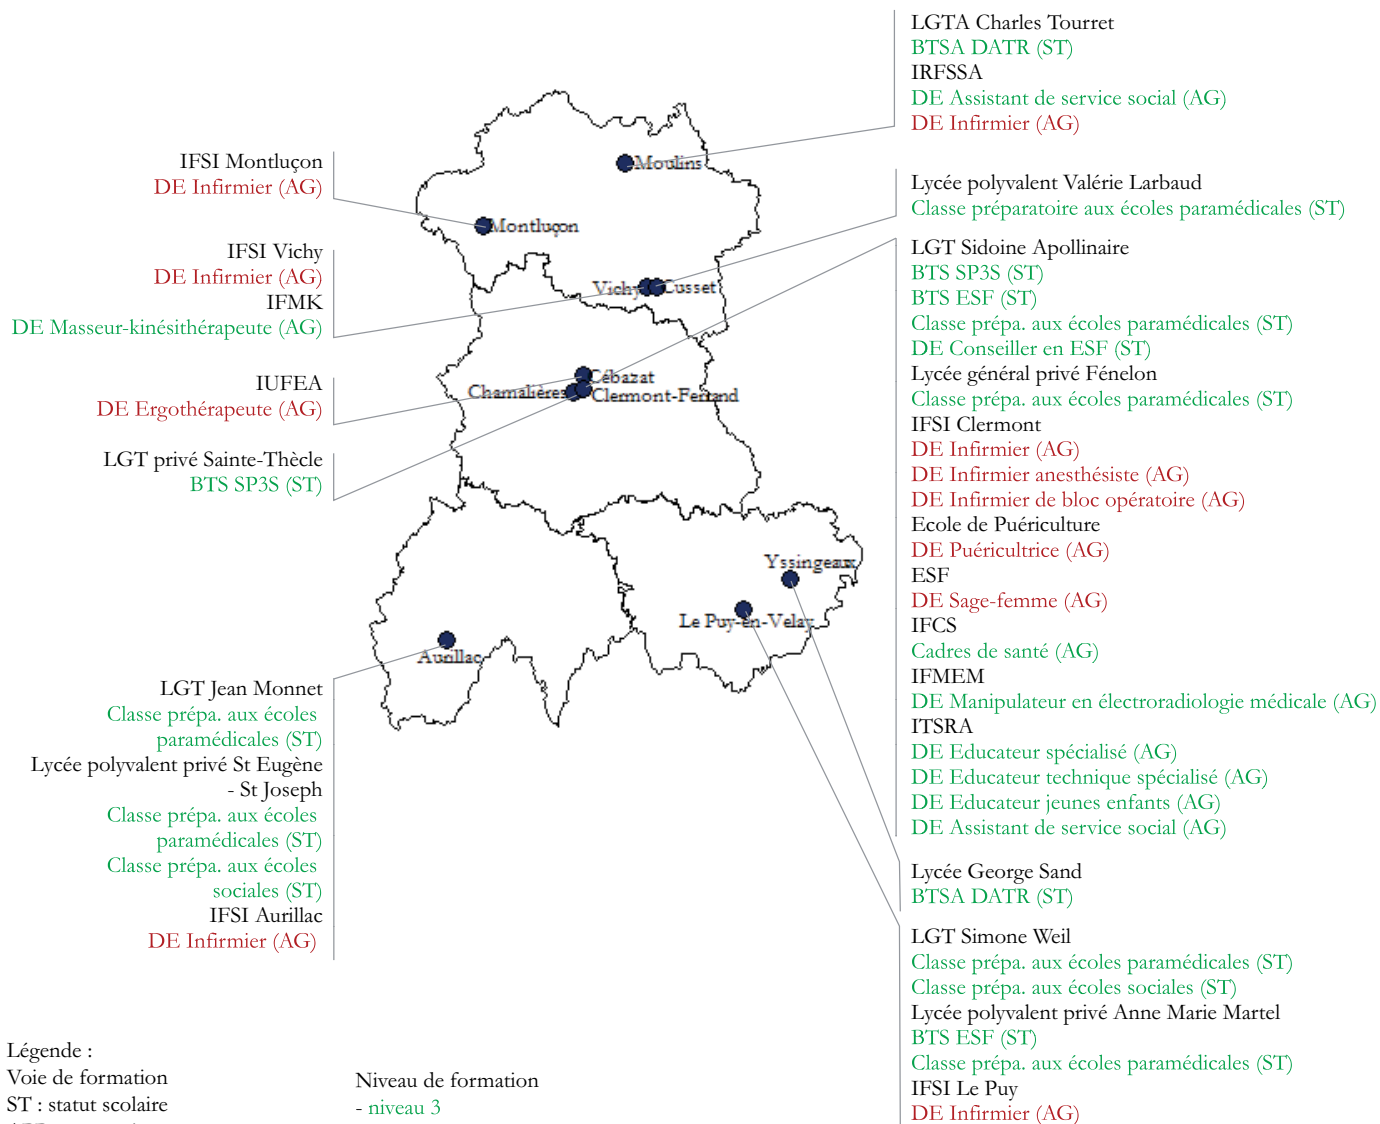 LGTA Charles Tourret
BTSA DATR (ST)
IRFSSA
DE Assistant de service social (AG)
DE Infirmier (AG)
IFSI Montluçon
DE Infirmier (AG)
Moulins
Montluçon
Lycée polyvalent Valérie Larbaud
Classe préparatoire aux écoles paramédicales (ST)
IFSI Vichy
DE Infirmier (AG)
IFMK
DE Masseur-kinésithérapeute (AG)
Vichy
Cusset
IUFEA
DE Ergothérapeute (AG)
LGT privé Sainte-Thècle
BTS SP3S (ST)
Cébazat
Chamalières
Clermont-Ferrand
LGT Sidoine Apollinaire
BTS SP3S (ST)
BTS ESF (ST)
Classe prépa. aux écoles paramédicales (ST)
DE Conseiller en ESF (ST)
Lycée général privé Fénelon
Classe prépa. aux écoles paramédicales (ST)
IFSI Clermont
DE Infirmier (AG)
DE Infirmier anesthésiste (AG)
DE Infirmier de bloc opératoire (AG)
Ecole de Puériculture
DE Puéricultrice (AG)
ESF
DE Sage-femme (AG)
IFCS
Cadres de santé (AG)
IFMEM
DE Manipulateur en électroradiologie médicale (AG)
ITSRA
DE Educateur spécialisé (AG)
DE Educateur technique spécialisé (AG)
DE Educateur jeunes enfants (AG)
DE Assistant de service social (AG)
Yssingeaux
Le Puy-en-Velay
Aurillac
LGT Jean Monnet
Classe prépa. aux écoles
paramédicales (ST)
Lycée polyvalent privé St Eugène
- St Joseph
Classe prépa. aux écoles
paramédicales (ST)
Classe prépa. aux écoles
sociales (ST)
IFSI Aurillac
DE Infirmier (AG)
Lycée George Sand
BTSA DATR (ST)
LGT Simone Weil
Classe prépa. aux écoles paramédicales (ST)
Classe prépa. aux écoles sociales (ST)
Lycée polyvalent privé Anne Marie Martel
BTS ESF (ST)
Classe prépa. aux écoles paramédicales (ST)
IFSI Le Puy
DE Infirmier (AG)
Légende :
Voie de formation
ST : statut scolaire
Niveau de formation
- niveau 3